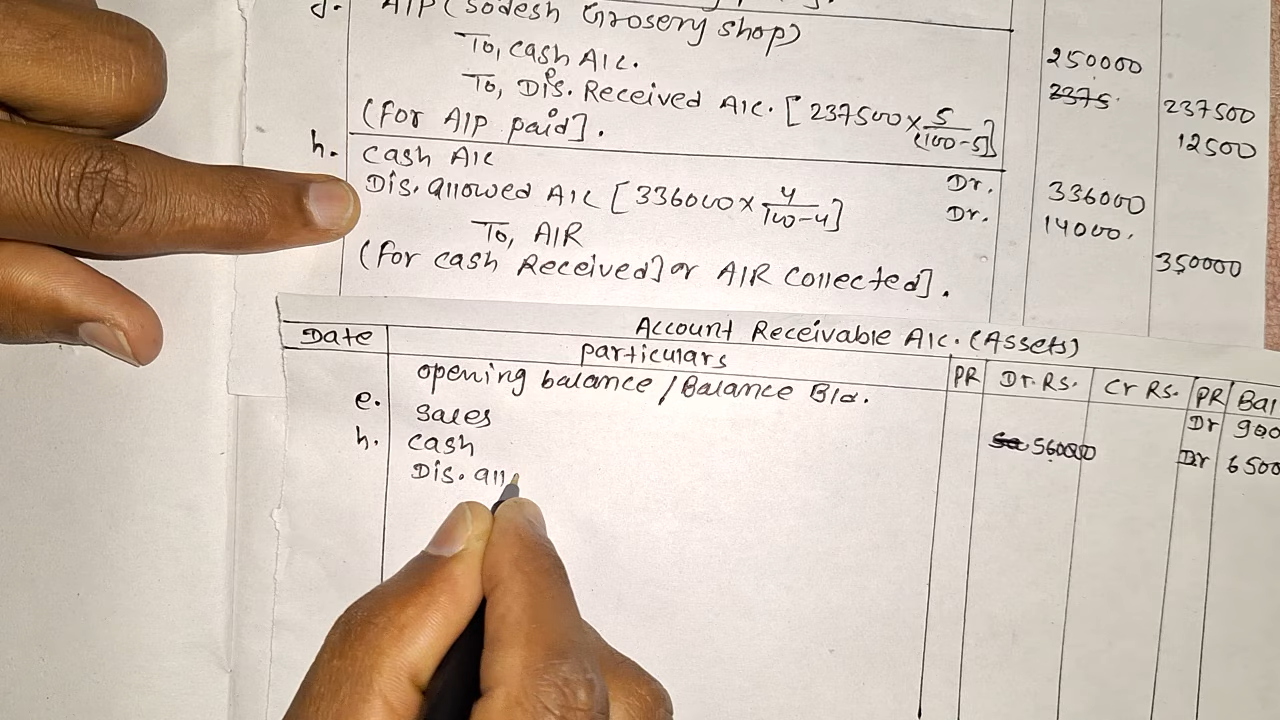 A/P (Sodesh Grosery shop)
250000
To, cash A/c.
2375.
237500
To, Dis. Received A/c. [237500 × 5/(100-5)]
12500
(For A/P paid].
h. cash A/c Dr. 336000
Dis. allowed A/c [336000 × 4/100-4] Dr. 14000.
To, A/R 350000
(For cash Received] or A/R collected].
Account Receivable A/c. (Assets)
Date particulars PR Dr. Rs. Cr Rs. PR Bal
opening balance / Balance B/d. Dr 900
e. Sales 56000 Dr 6500
h. cash
Dis. all